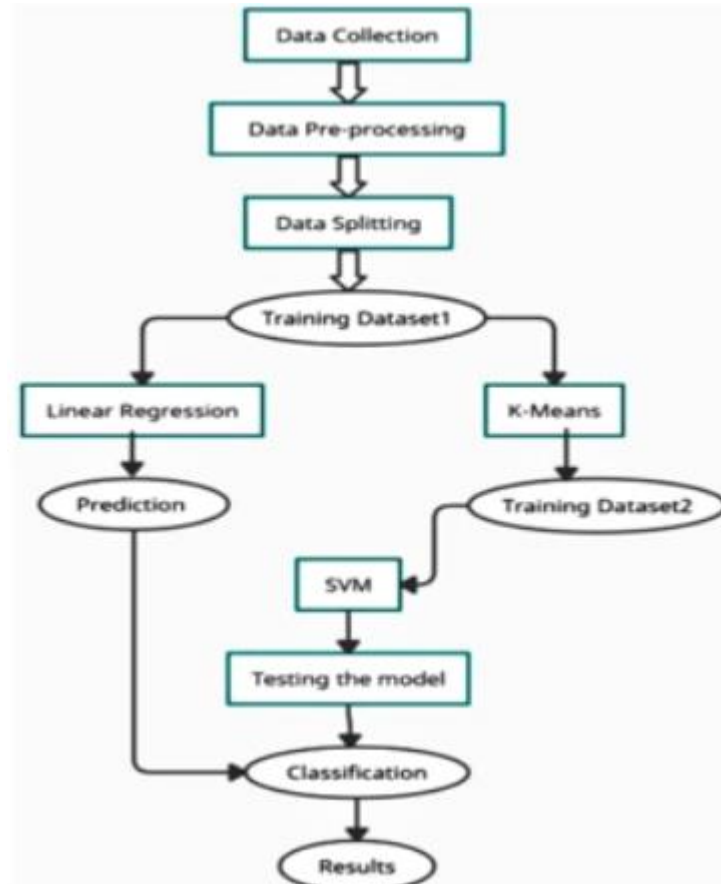 Data Collection
Data Pre-processing
Data Splitting
Training Dataset1
Linear Regression
K-Means
Prediction
Training Dataset2
SVM
Testing the model
Classification
Results